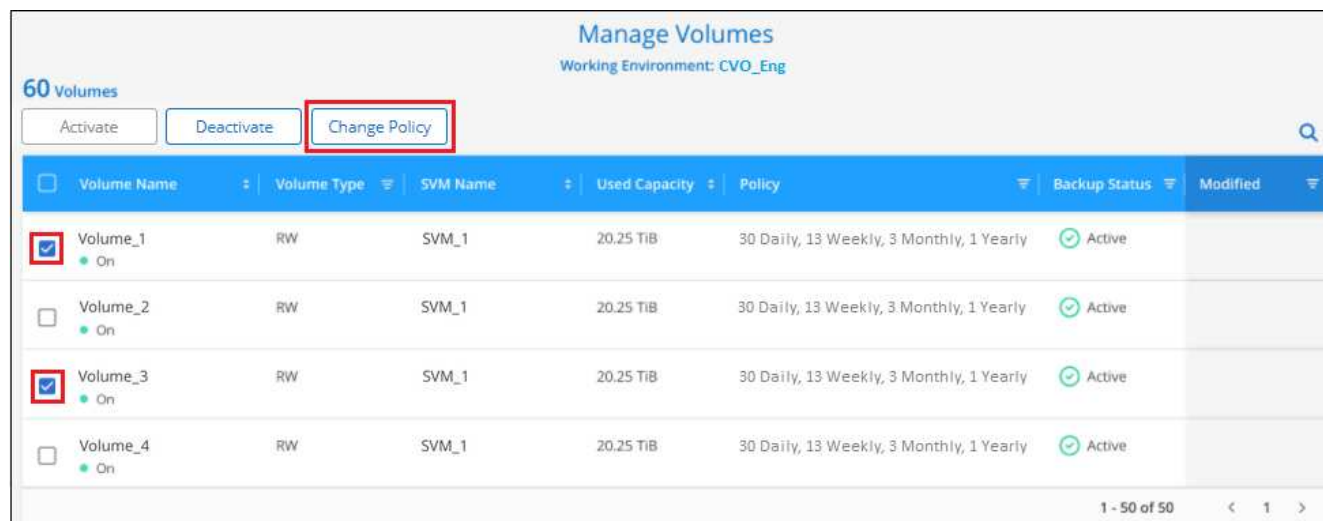 Manage Volumes
Working Environment: CVO_Eng
60 Volumes
Activate Deactivate Change Policy
Volume Name Volume Type SVM Name Used Capacity Policy Backup Status Modified
Volume_1 RW SVM_1 20.25 TiB 30 Daily, 13 Weekly, 3 Monthly, 1 Yearly Active
On
Volume_2 RW SVM_1 20.25 TiB 30 Daily, 13 Weekly, 3 Monthly, 1 Yearly Active
On
Volume_3 RW SVM_1 20.25 TiB 30 Daily, 13 Weekly, 3 Monthly, 1 Yearly Active
On
Volume_4 RW SVM_1 20.25 TiB 30 Daily, 13 Weekly, 3 Monthly, 1 Yearly Active
On
1 - 50 of 50 < 1 >